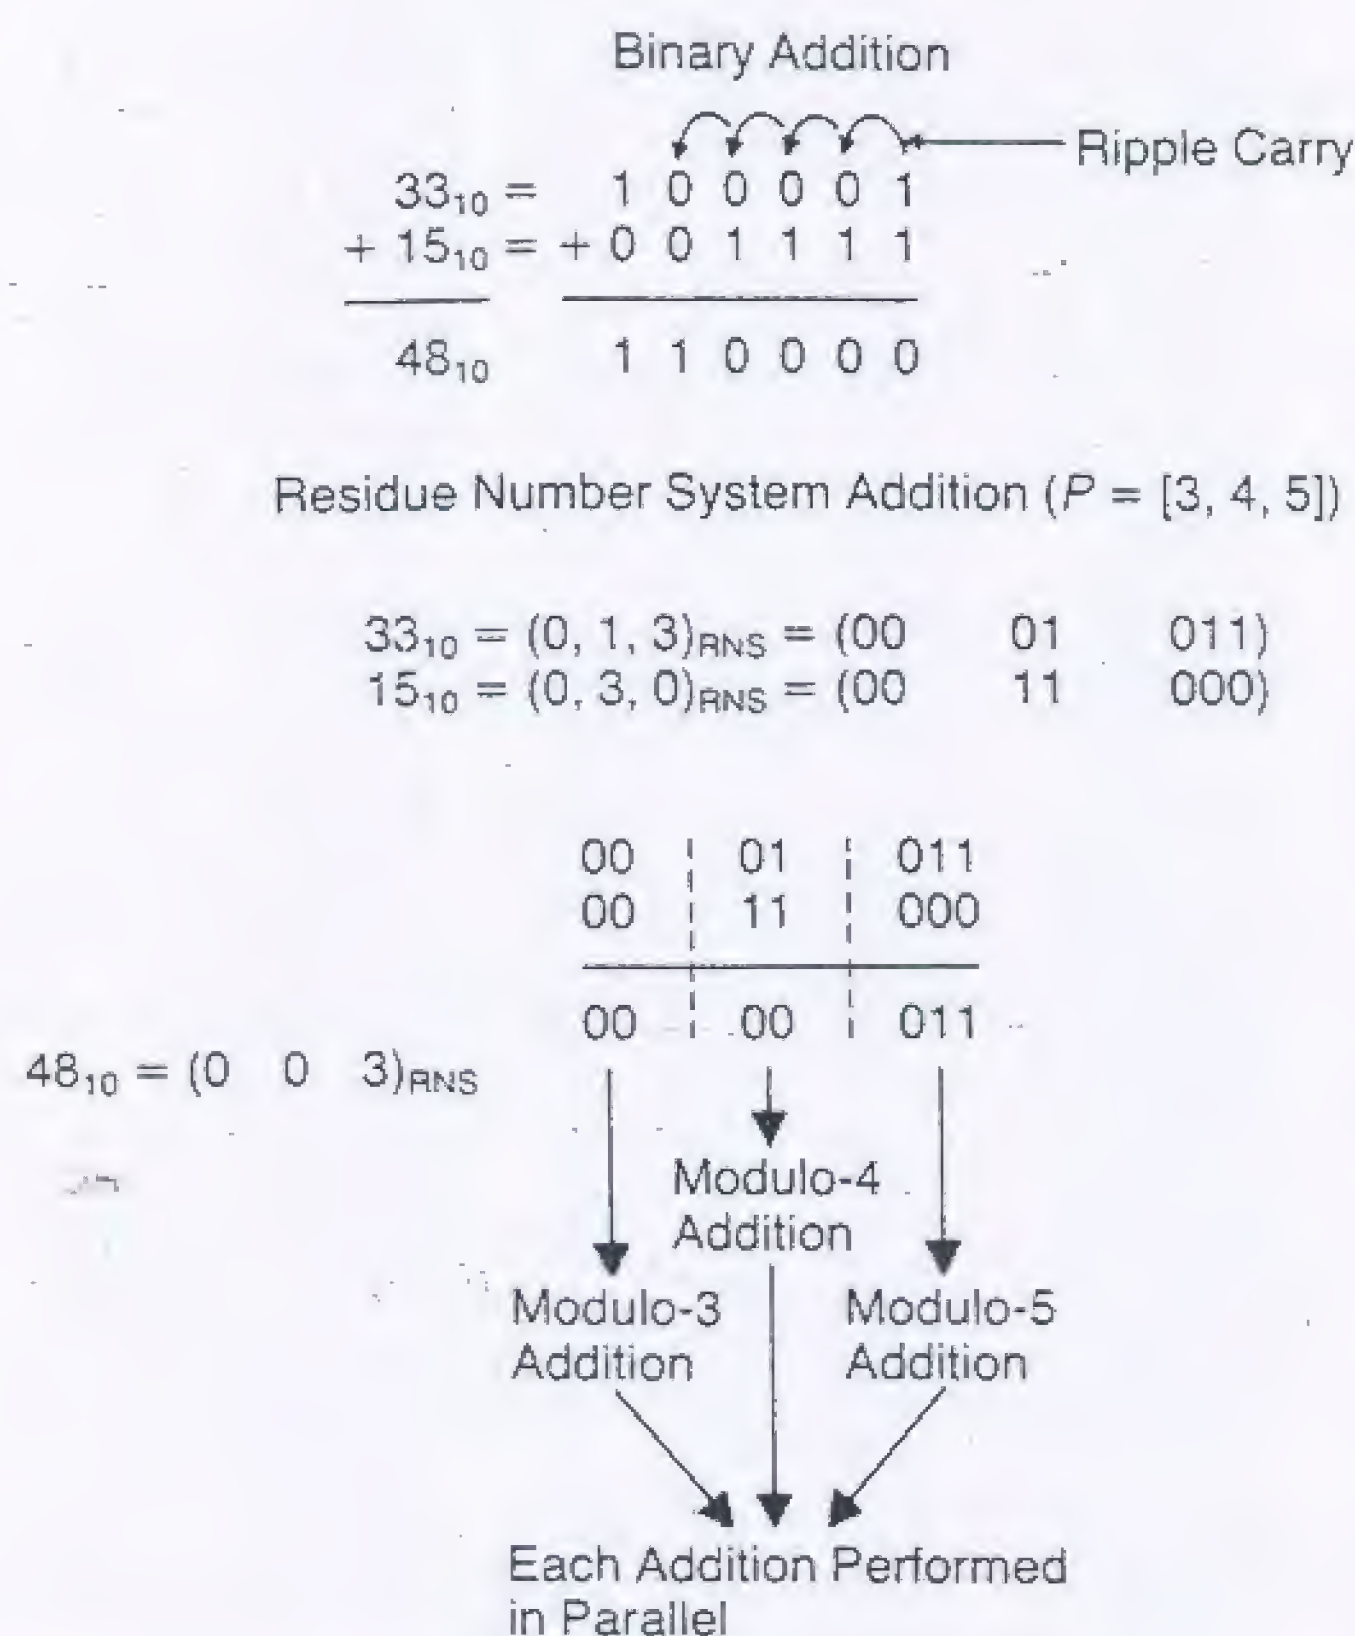 Binary Addition
Ripple Carry
33₁₀ = 1 0 0 0 0 1
+ 15₁₀ = + 0 0 1 1 1 1
48₁₀ 1 1 0 0 0 0
Residue Number System Addition (P = [3, 4, 5])
33₁₀ = (0, 1, 3)RNS = (00 01 011)
15₁₀ = (0, 3, 0)RNS = (00 11 000)
00 01 011
00 11 000
00 00 011
48₁₀ = (0 0 3)RNS
Modulo-4
Addition
Modulo-3 Modulo-5
Addition Addition
Each Addition Performed
in Parallel